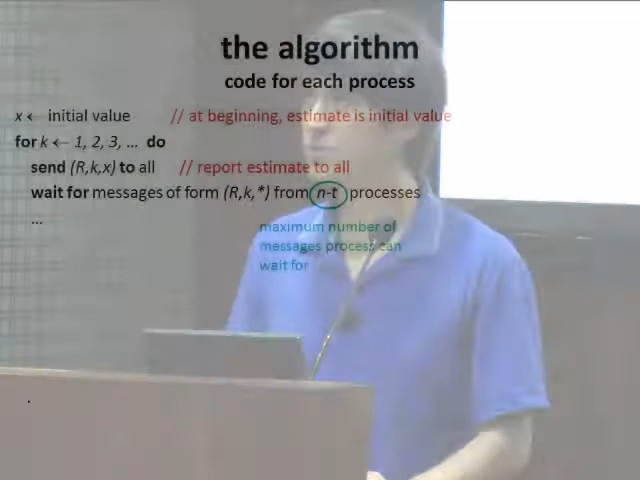 the algorithm
code for each process
x ← initial value // at beginning, estimate is initial value
for k ← 1, 2, 3, ... do
send (R,k,x) to all // report estimate to all
wait for messages of form (R,k,*) from n-t processes
...
maximum number of
messages process can
wait for